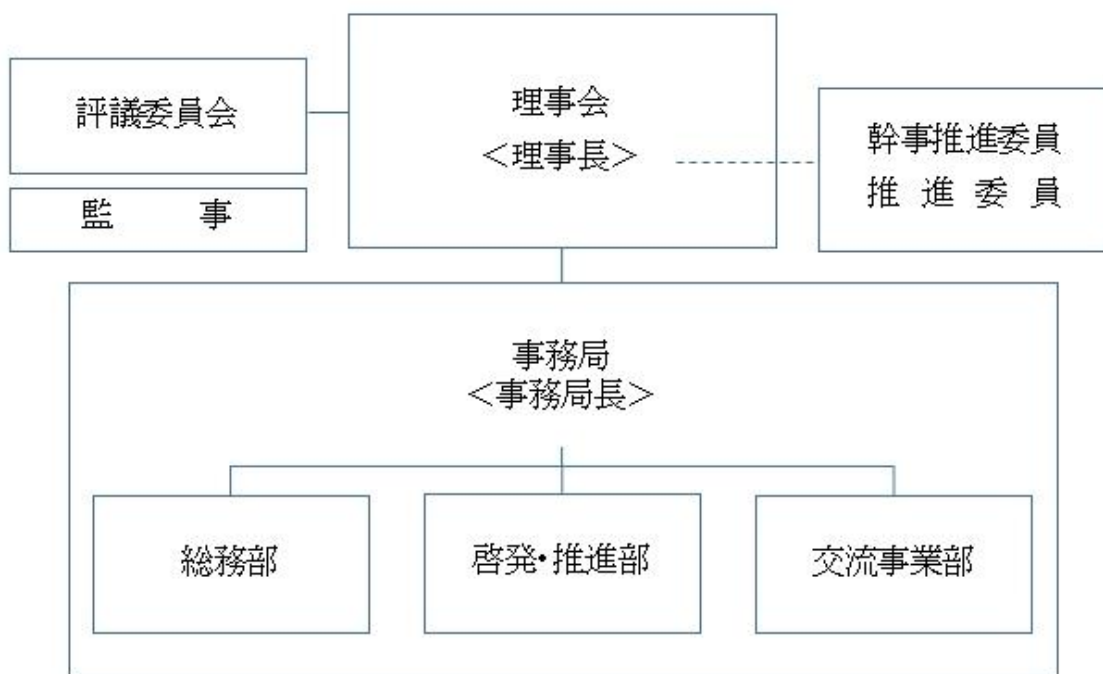 評議委員会
監　事
理事会
＜理事長＞
幹事推進委員
推 進 委 員
事務局
＜事務局長＞
総務部
啓発・推進部
交流事業部